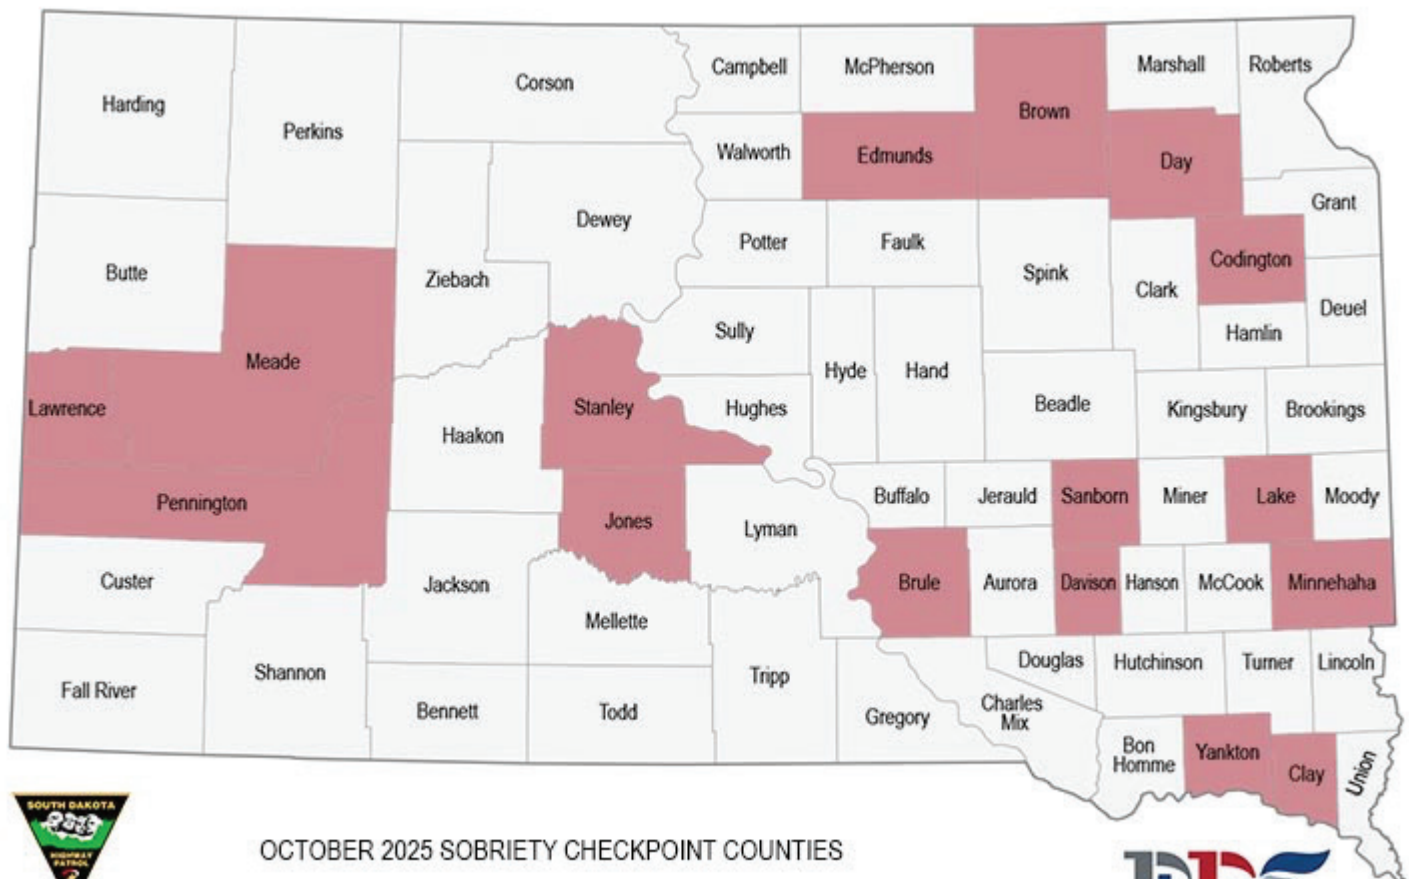 Harding
Perkins
Corson
Campbell
McPherson
Brown
Marshall
Roberts
Walworth
Edmunds
Day
Grant
Butte
Dewey
Ziebach
Potter
Faulk
Spink
Clark
Codington
Deuel
Hamlin
Meade
Sully
Hyde
Hand
Lawrence
Stanley
Hughes
Beadle
Kingsbury
Brookings
Haakon
Pennington
Jones
Lyman
Buffalo
Jerauld
Sanborn
Miner
Lake
Moody
Custer
Jackson
Mellette
Brule
Aurora
Davison
Hanson
McCook
Minnehaha
Fall River
Shannon
Bennett
Todd
Tripp
Gregory
Charles
Mix
Douglas
Hutchinson
Turner
Lincoln
Bon
Homme
Yankton
Clay
Union
SOUTH DAKOTA
HIGHWAY
PATROL
OCTOBER 2025 SOBRIETY CHECKPOINT COUNTIES